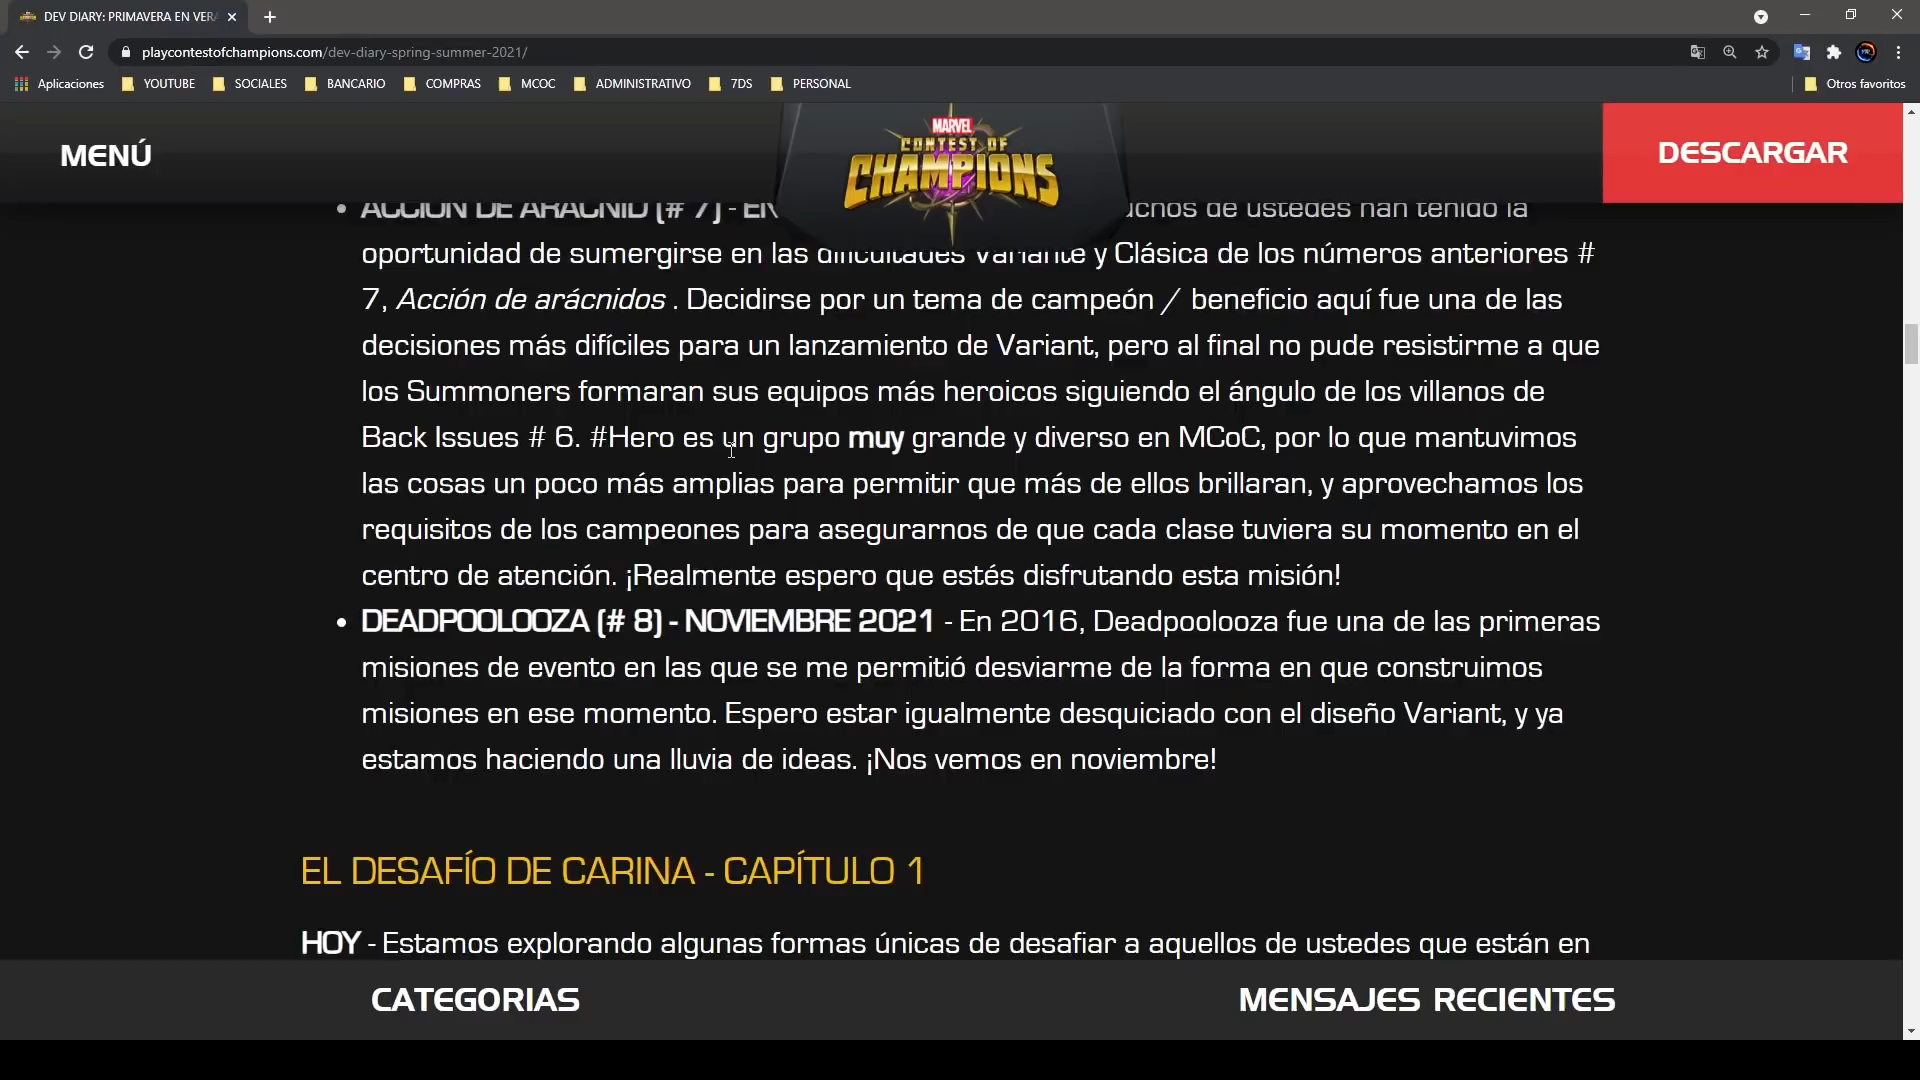 DEV DIARY: PRIMAVERA EN VER
playcontestofchampions.com/dev-diary-spring-summer-2021/
Aplicaciones YOUTUBE SOCIALES BANCARIO COMPRAS MCOC ADMINISTRATIVO 7DS PERSONAL Otros favoritos
MENÚ
MARVEL
CONTEST OF
CHAMPIONS
DESCARGAR
• ACCIÓN DE ARÁCNID (# 7) - EN ustedes han tenido la
oportunidad de sumergirse en las dificultades Variante y Clásica de los números anteriores #
7, Acción de arácnidos . Decidirse por un tema de campeón / beneficio aquí fue una de las
decisiones más difíciles para un lanzamiento de Variant, pero al final no pude resistirme a que
los Summoners formaran sus equipos más heroicos siguiendo el ángulo de los villanos de
Back Issues # 6. #Hero es un grupo muy grande y diverso en MCoC, por lo que mantuvimos
las cosas un poco más amplias para permitir que más de ellos brillaran, y aprovechamos los
requisitos de los campeones para asegurarnos de que cada clase tuviera su momento en el
centro de atención. ¡Realmente espero que estés disfrutando esta misión!
• DEADPOOLOOZA (# 8) - NOVIEMBRE 2021 - En 2016, Deadpoolooza fue una de las primeras
misiones de evento en las que se me permitió desviarme de la forma en que construimos
misiones en ese momento. Espero estar igualmente desquiciado con el diseño Variant, y ya
estamos haciendo una lluvia de ideas. ¡Nos vemos en noviembre!
EL DESAFÍO DE CARINA - CAPÍTULO 1
HOY - Estamos explorando algunas formas únicas de desafiar a aquellos de ustedes que están en
CATEGORIAS
MENSAJES RECIENTES